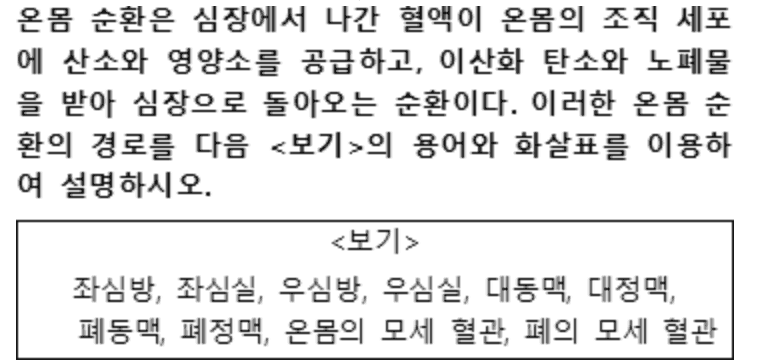 온몸 순환은 심장에서 나간 혈액이 온몸의 조직 세포
에 산소와 영양소를 공급하고, 이산화 탄소와 노폐물
을 받아 심장으로 돌아오는 순환이다. 이러한 온몸 순
환의 경로를 다음 <보기>의 용어와 화살표를 이용하
여 설명하시오.
<보기>
좌심방, 좌심실, 우심방, 우심실, 대동맥, 대정맥,
폐동맥, 폐정맥, 온몸의 모세 혈관, 폐의 모세 혈관